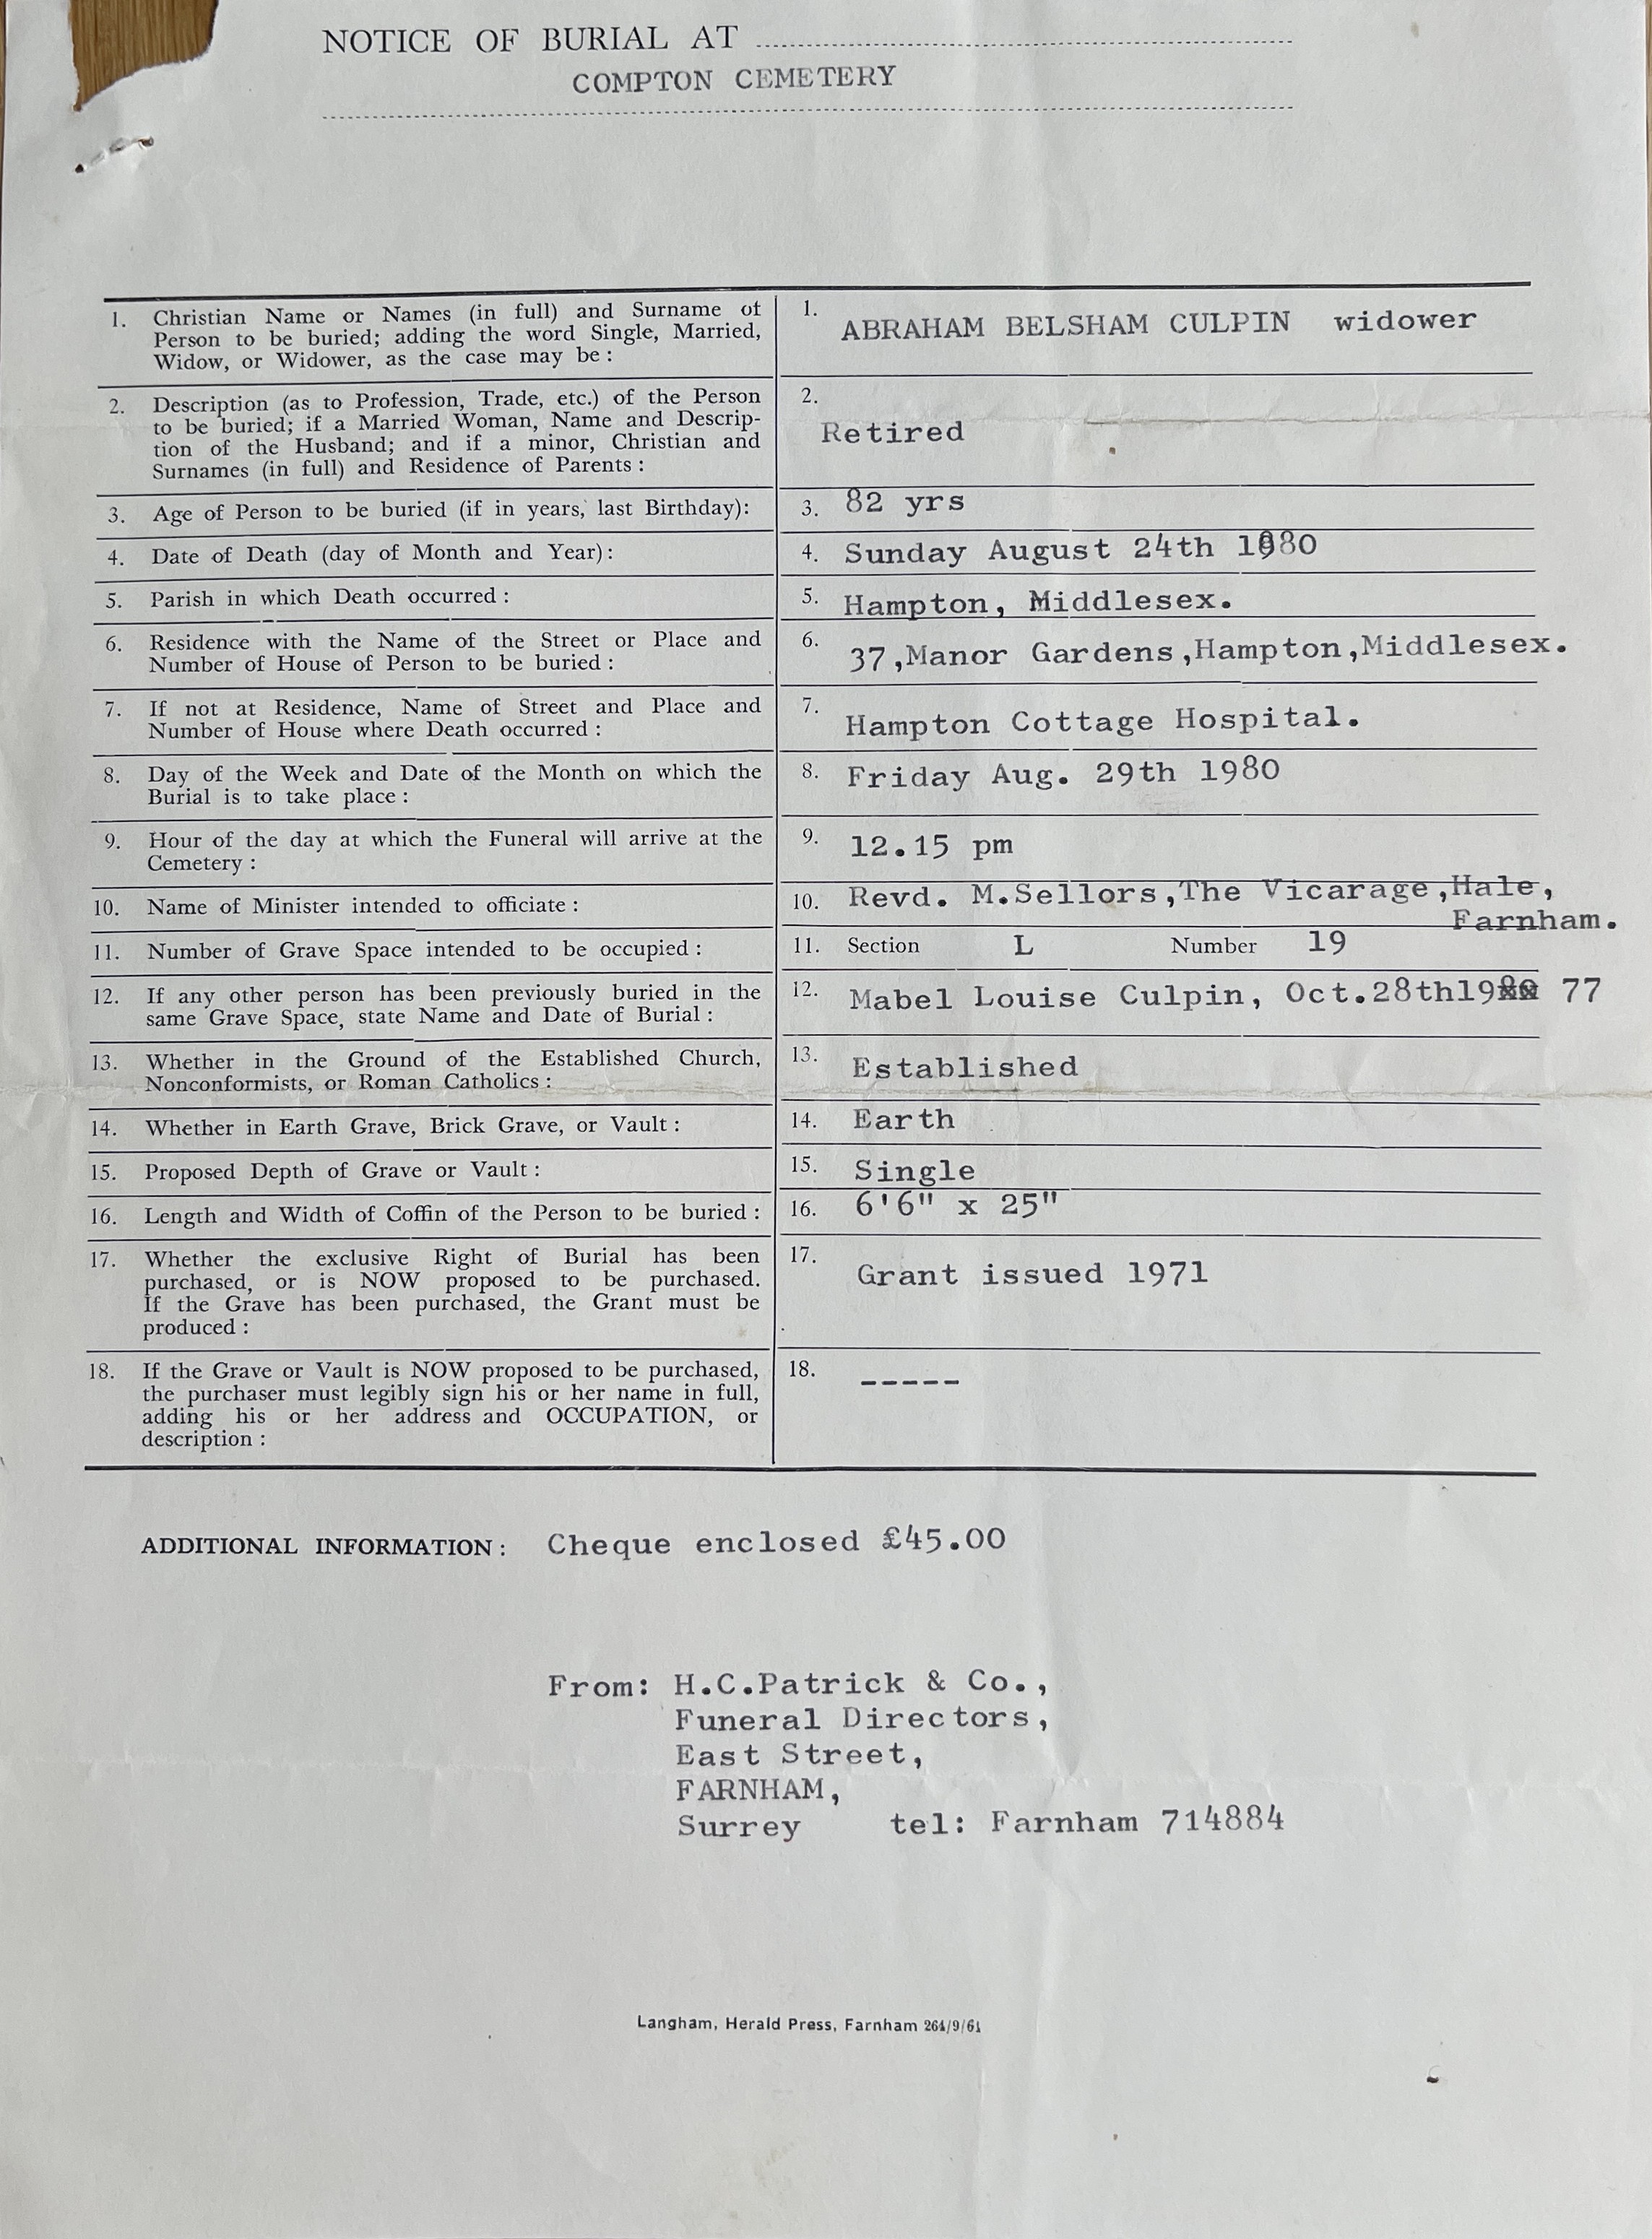 NOTICE OF BURIAL AT
COMPTON CEMETERY
1. Christian Name or Names (in full) and Surname of
Person to be buried; adding the word Single, Married,
Widow, or Widower, as the case may be :
1. ABRAHAM BELSHAM CULPIN widower
2. Description (as to Profession, Trade, etc.) of the Person
to be buried; if a Married Woman, Name and Descrip-
tion of the Husband; and if a minor, Christian and
Surnames (in full) and Residence of Parents :
2. Retired
3. Age of Person to be buried (if in years, last Birthday):
3. 82 yrs
4. Date of Death (day of Month and Year):
4. Sunday August 24th 1980
5. Parish in which Death occurred :
5. Hampton, Middlesex.
6. Residence with the Name of the Street or Place and
Number of House of Person to be buried :
6. 37,Manor Gardens,Hampton,Middlesex.
7. If not at Residence, Name of Street and Place and
Number of House where Death occurred :
7. Hampton Cottage Hospital.
8. Day of the Week and Date of the Month on which the
Burial is to take place :
8. Friday Aug. 29th 1980
9. Hour of the day at which the Funeral will arrive at the
Cemetery :
9. 12.15 pm
10. Name of Minister intended to officiate :
10. Revd. M.Sellors,The Vicarage,Hale,
Farnham.
11. Number of Grave Space intended to be occupied :
11. Section L Number 19
12. If any other person has been previously buried in the
same Grave Space, state Name and Date of Burial :
12. Mabel Louise Culpin, Oct.28th19 77
13. Whether in the Ground of the Established Church,
Nonconformists, or Roman Catholics :
13. Established
14. Whether in Earth Grave, Brick Grave, or Vault :
14. Earth
15. Proposed Depth of Grave or Vault :
15. Single
16. Length and Width of Coffin of the Person to be buried :
16. 6'6" x 25"
17. Whether the exclusive Right of Burial has been
purchased, or is NOW proposed to be purchased.
If the Grave has been purchased, the Grant must be
produced :
17. Grant issued 1971
18. If the Grave or Vault is NOW proposed to be purchased,
the purchaser must legibly sign his or her name in full,
adding his or her address and OCCUPATION, or
description :
18. -----
ADDITIONAL INFORMATION : Cheque enclosed £45.00
From: H.C.Patrick & Co.,
Funeral Directors,
East Street,
FARNHAM,
Surrey tel: Farnham 714884
Langham, Herald Press, Farnham 264/9/61